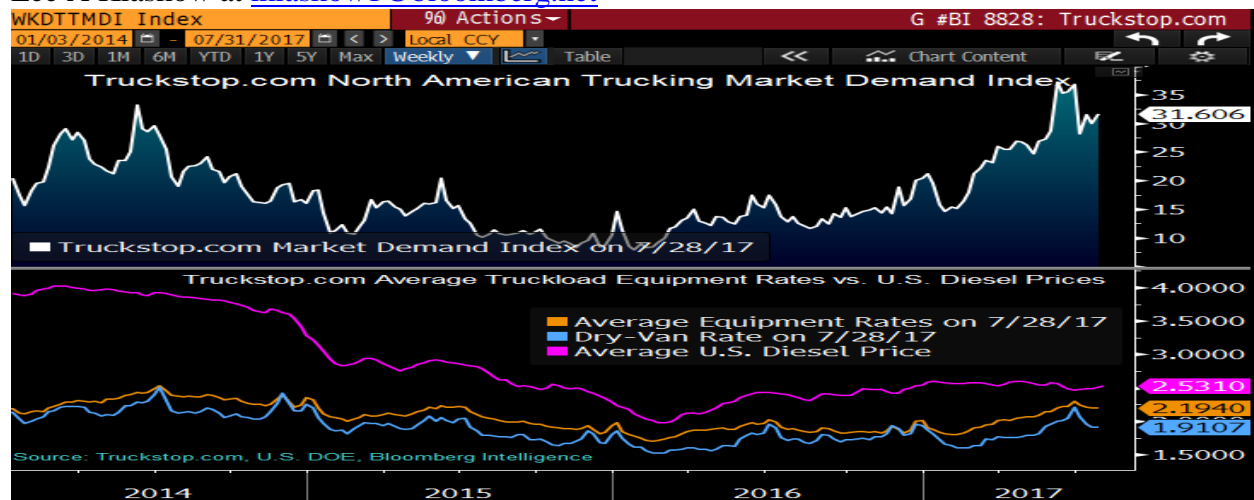 WKDTTMDI Index 96) Actions G #BI 8828: Truckstop.com
01/03/2014 - 07/31/2017 < > Local CCY
1D 3D 1M 6M YTD 1Y 5Y Max Weekly ▼ Table << Chart Content
Truckstop.com North American Trucking Market Demand Index
35
31.606
30
25
20
15
10
Truckstop.com Market Demand Index on 7/28/17
Truckstop.com Average Truckload Equipment Rates vs. U.S. Diesel Prices
4.0000
Average Equipment Rates on 7/28/17
3.5000
Dry-Van Rate on 7/28/17
Average U.S. Diesel Price
3.0000
2.5310
2.1940
1.9107
1.5000
Source: Truckstop.com, U.S. DOE, Bloomberg Intelligence
2014 2015 2016 2017